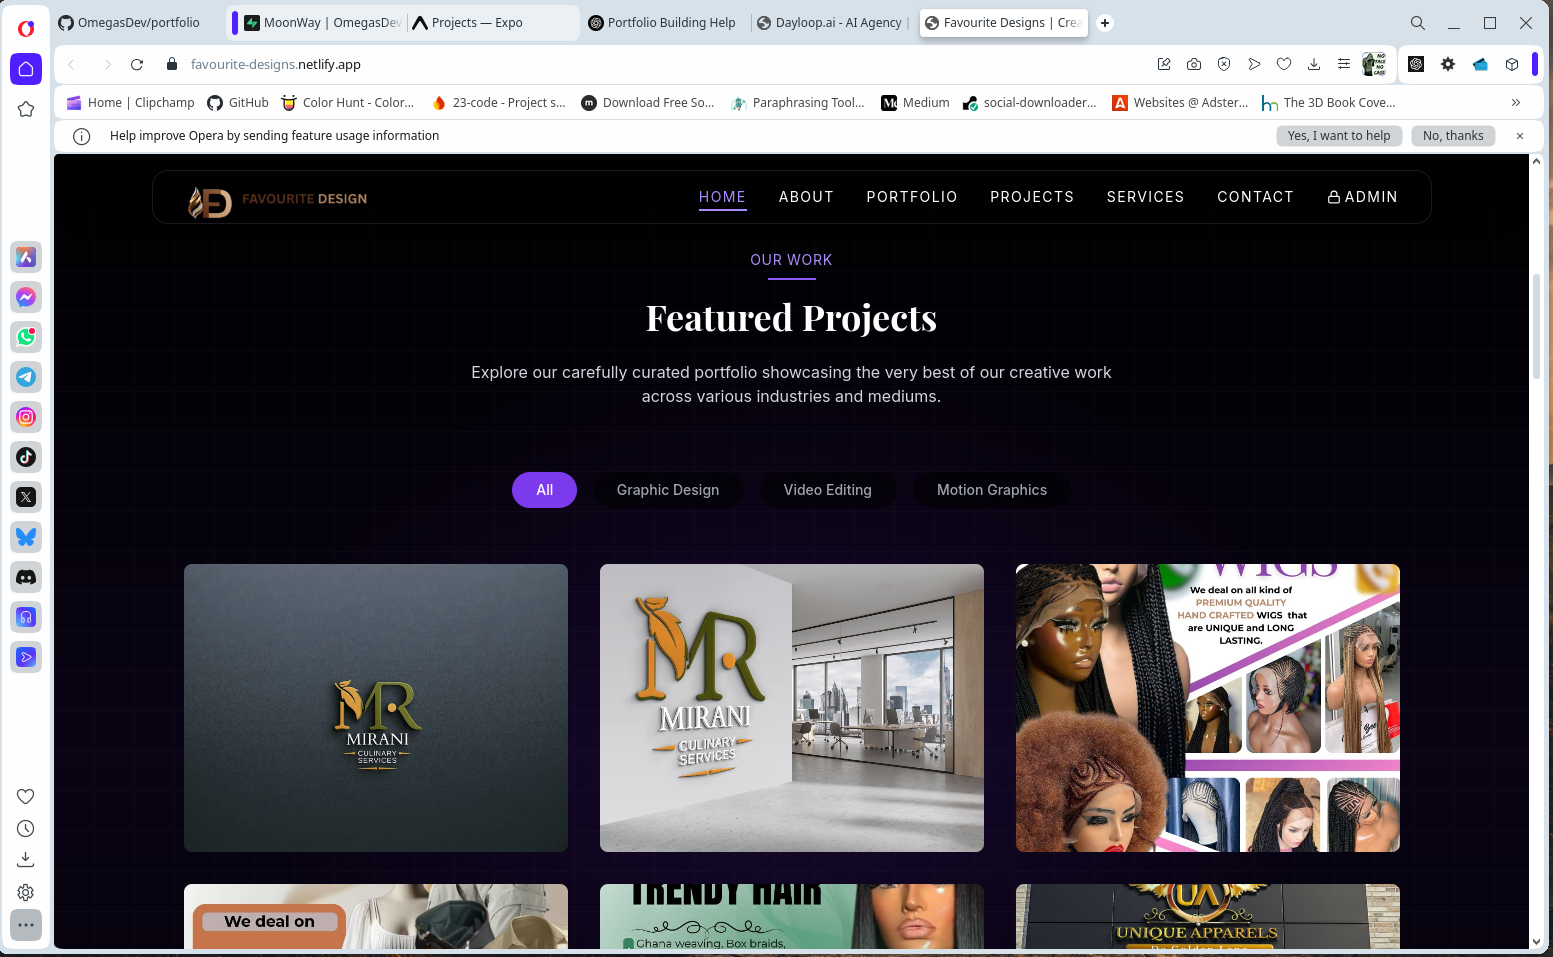 OmegasDev/portfolio
MoonWay | OmegasDev
Projects — Expo
Portfolio Building Help
Dayloop.ai - AI Agency |
Favourite Designs | Crea
favourite-designs.netlify.app
Home | Clipchamp
GitHub
Color Hunt - Color...
23-code - Project s...
Download Free So...
Paraphrasing Tool...
Medium
social-downloader...
Websites @ Adster...
The 3D Book Cove...
Help improve Opera by sending feature usage information
Yes, I want to help
No, thanks
FAVOURITE DESIGN
HOME
ABOUT
PORTFOLIO
PROJECTS
SERVICES
CONTACT
ADMIN
OUR WORK
Featured Projects
Explore our carefully curated portfolio showcasing the very best of our creative work
across various industries and mediums.
All
Graphic Design
Video Editing
Motion Graphics
MR
MIRANI
CULINARY
SERVICES
MR
MIRANI
CULINARY
SERVICES
WIGS
We deal on all kind of
PREMIUM QUALITY
HAND CRAFTED WIGS that
are UNIQUE and LONG
LASTING.
We deal on
TRENDY HAIR
Ghana weaving, Box braids,
UA
UNIQUE APPARELS